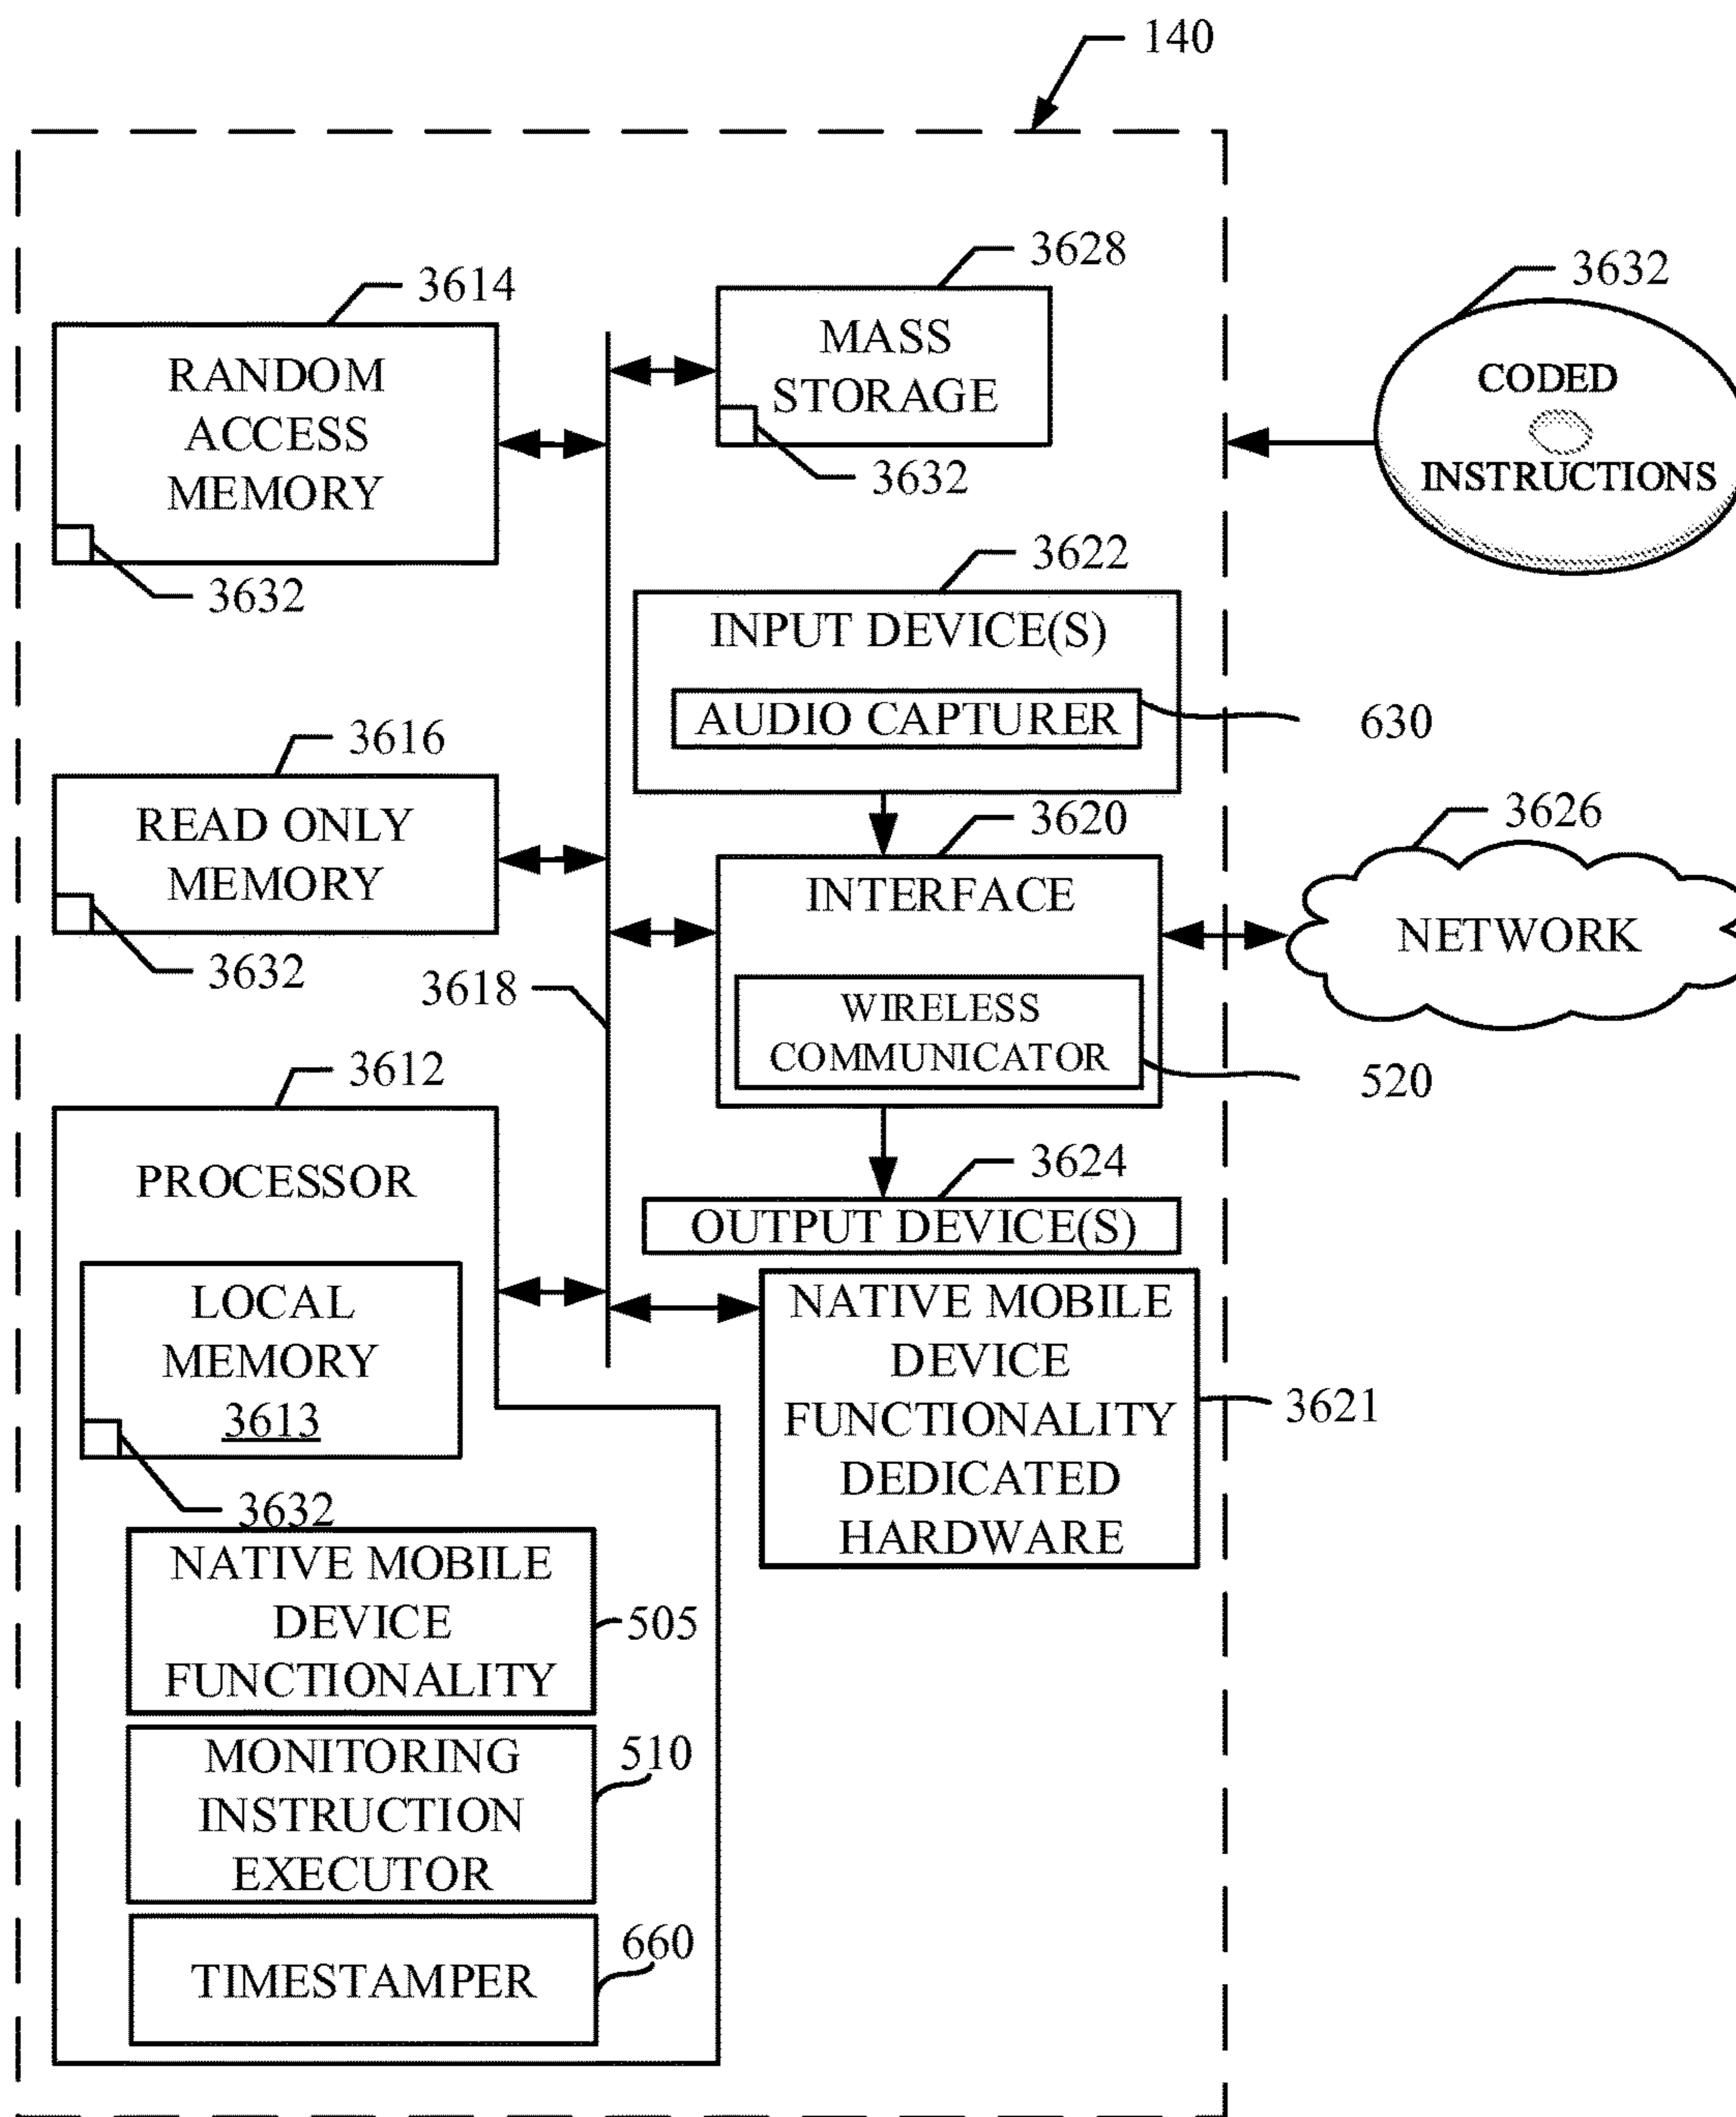 140
3628
3632
3614
MASS
STORAGE
RANDOM
ACCESS
MEMORY
CODED
INSTRUCTIONS
3632
3632
3622
INPUT DEVICE(S)
AUDIO CAPTURER
630
3616
READ ONLY
MEMORY
3632
3620
3626
INTERFACE
NETWORK
3618
WIRELESS
COMMUNICATOR
520
3612
PROCESSOR
3624
OUTPUT DEVICE(S)
LOCAL
MEMORY
3613
3632
NATIVE MOBILE
DEVICE
FUNCTIONALITY
DEDICATED
HARDWARE
3621
NATIVE MOBILE
DEVICE
FUNCTIONALITY
505
MONITORING
INSTRUCTION
EXECUTOR
510
TIMESTAMPER
660